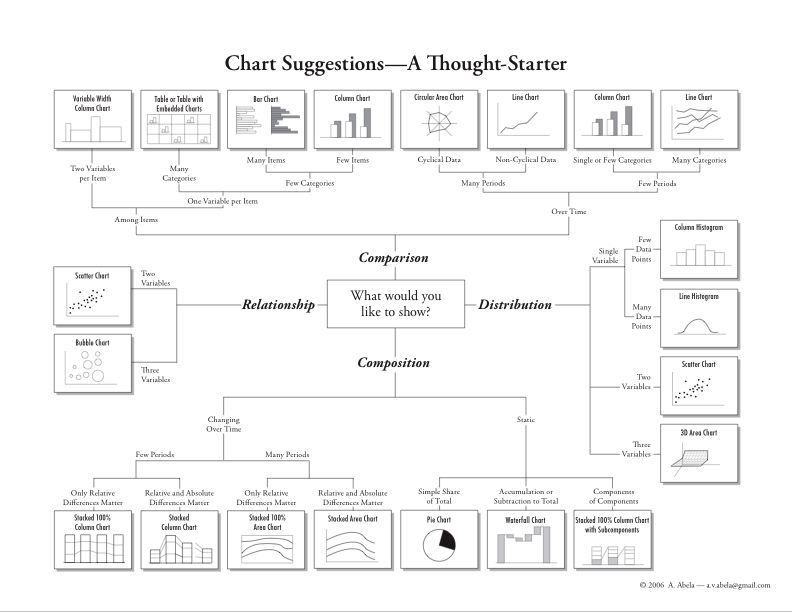 Chart Suggestions—A Thought-Starter
Variable Width
Column Chart
Table or Table with
Embedded Charts
Bar Chart
Column Chart
Circular Area Chart
Line Chart
Column Chart
Line Chart
Two Variables
per Item
Many
Categories
Many Items
Few Items
Cyclical Data
Non-Cyclical Data
Single or Few Categories
Many Categories
Few Categories
Many Periods
Few Periods
One Variable per Item
Among Items
Over Time
Comparison
Scatter Chart
Two
Variables
Bubble Chart
Three
Variables
Relationship
What would you
like to show?
Distribution
Single
Variable
Few
Data
Points
Column Histogram
Many
Data
Points
Line Histogram
Two
Variables
Scatter Chart
Three
Variables
3D Area Chart
Composition
Changing
Over Time
Static
Few Periods
Many Periods
Only Relative
Differences Matter
Relative and Absolute
Differences Matter
Only Relative
Differences Matter
Relative and Absolute
Differences Matter
Simple Share
of Total
Accumulation or
Subtraction to Total
Components
of Components
Stacked 100%
Column Chart
Stacked
Column Chart
Stacked 100%
Area Chart
Stacked Area Chart
Pie Chart
Waterfall Chart
Stacked 100% Column Chart
with Subcomponents
© 2006 A. Abela — a.v.abela@gmail.com